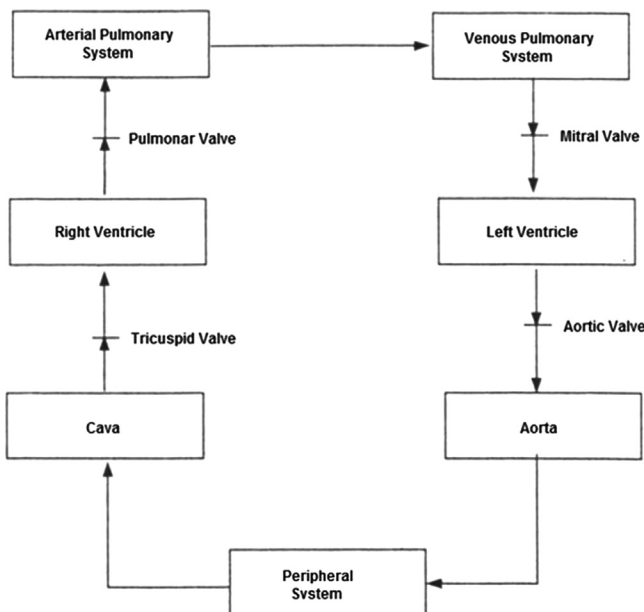 Arterial Pulmonary
System
Venous Pulmonary
Svstem
Pulmonar Valve
Mitral Valve
Right Ventricle
Left Ventricle
Tricuspid Valve
Aortic Valve
Cava
Aorta
Peripheral
Svstem